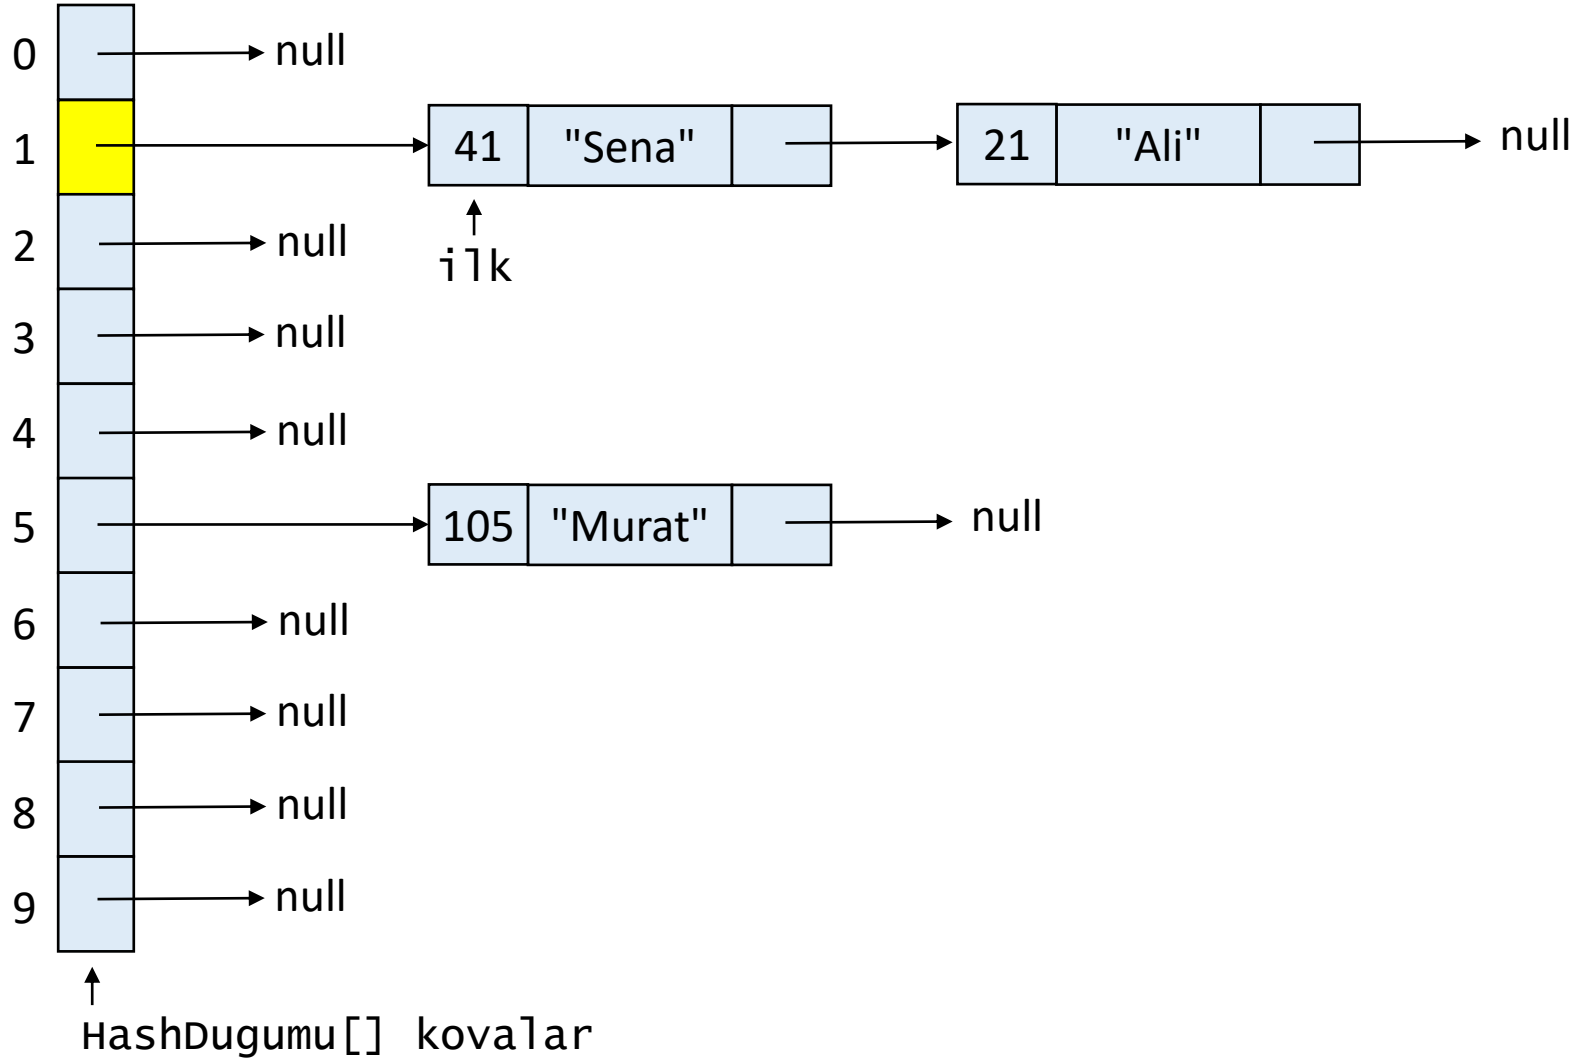 0 null
1 41 "Sena" 21 "Ali" null
2 null
ilk
3 null
4 null
5 105 "Murat" null
6 null
7 null
8 null
9 null
HashDugumu[] kovalar